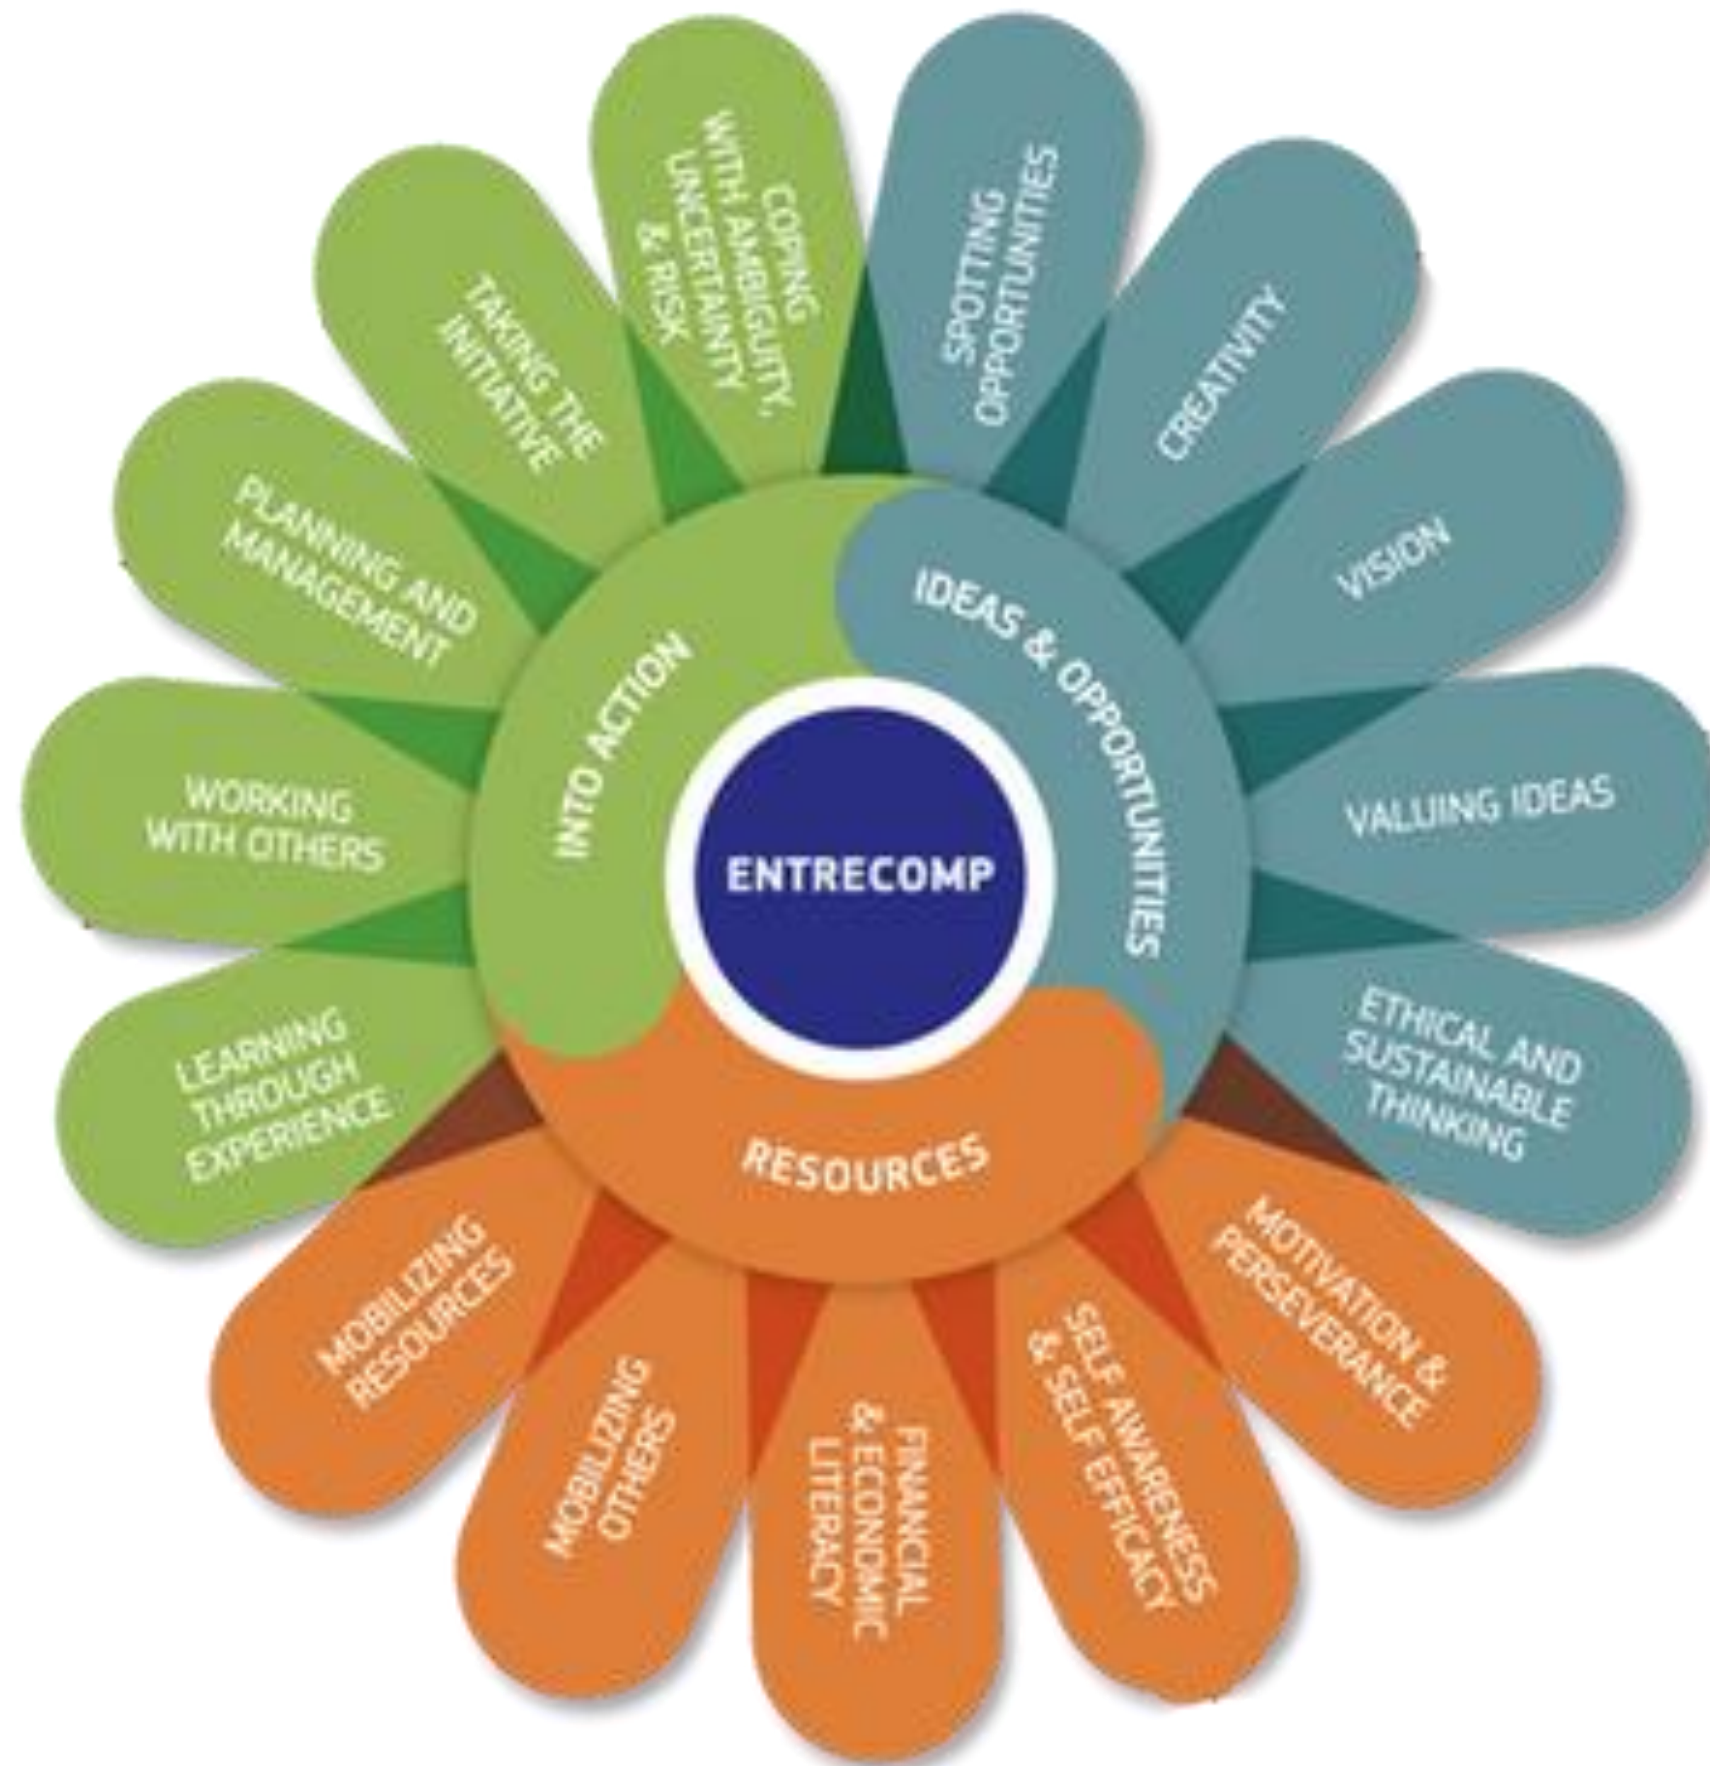 ENTRECOMP
IDEAS & OPPORTUNITIES
SPOTTING
OPPORTUNITIES
CREATIVITY
VISION
VALUING IDEAS
ETHICAL AND
SUSTAINABLE
THINKING
RESOURCES
MOTIVATION &
PERSEVERANCE
SELF AWARENESS
& SELF EFFICACY
FINANCIAL
& ECONOMIC
LITERACY
MOBILIZING
OTHERS
MOBILIZING
RESOURCES
INTO ACTION
LEARNING
THROUGH
EXPERIENCE
WORKING
WITH OTHERS
PLANNING AND
MANAGEMENT
TAKING THE
INITIATIVE
COPING
WITH AMBIGUITY,
UNCERTAINTY
& RISK